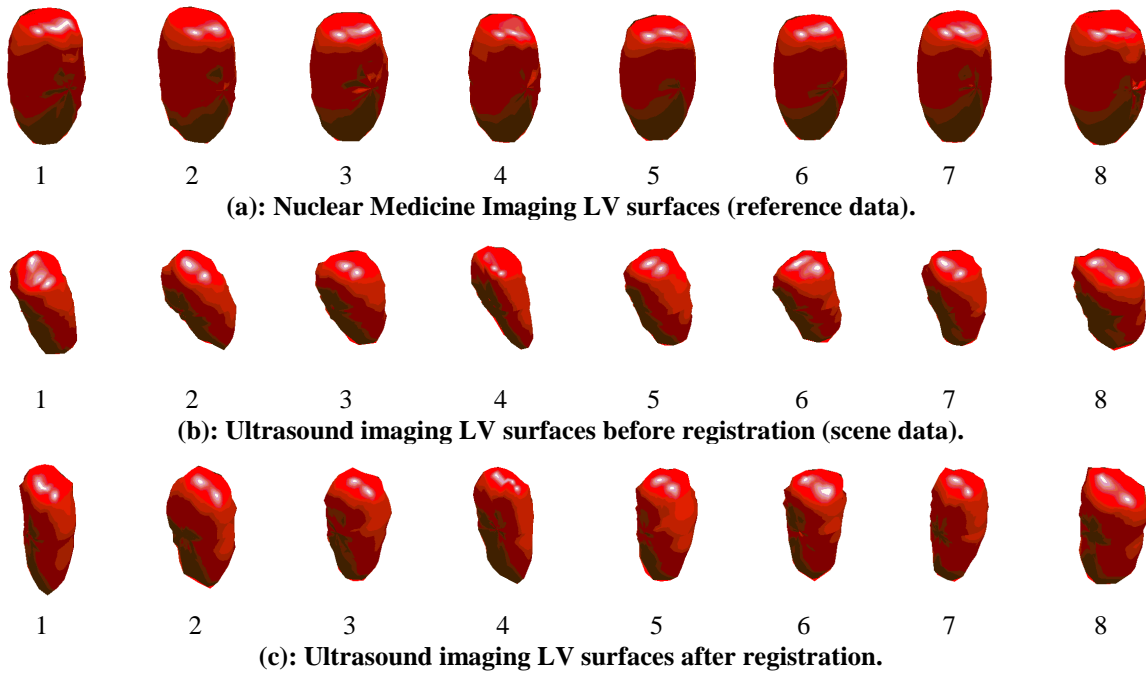 1 2 3 4 5 6 7 8
(a): Nuclear Medicine Imaging LV surfaces (reference data).
1 2 3 4 5 6 7 8
(b): Ultrasound imaging LV surfaces before registration (scene data).
1 2 3 4 5 6 7 8
(c): Ultrasound imaging LV surfaces after registration.